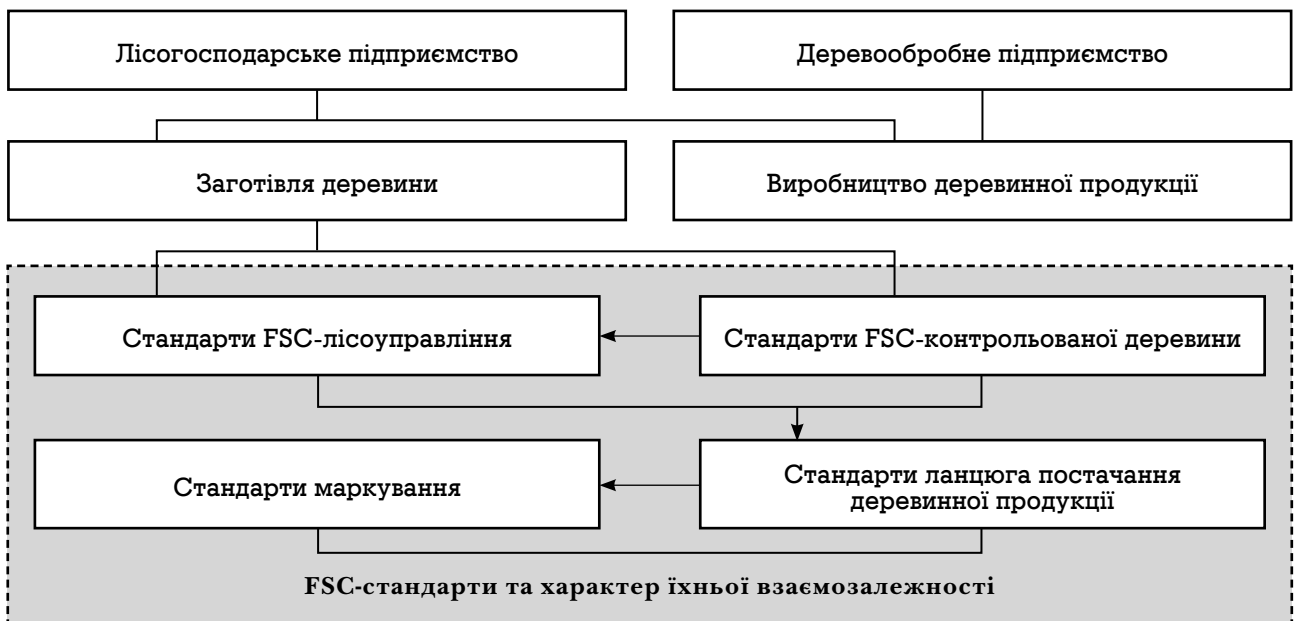 Лісогосподарське підприємство
Деревообробне підприємство
Заготівля деревини
Виробництво деревинної продукції
Стандарти FSC-лісоуправління
Стандарти FSC-контрольованої деревини
Стандарти маркування
Стандарти ланцюга постачання
деревинної продукції
FSC-стандарти та характер їхньої взаємозалежності